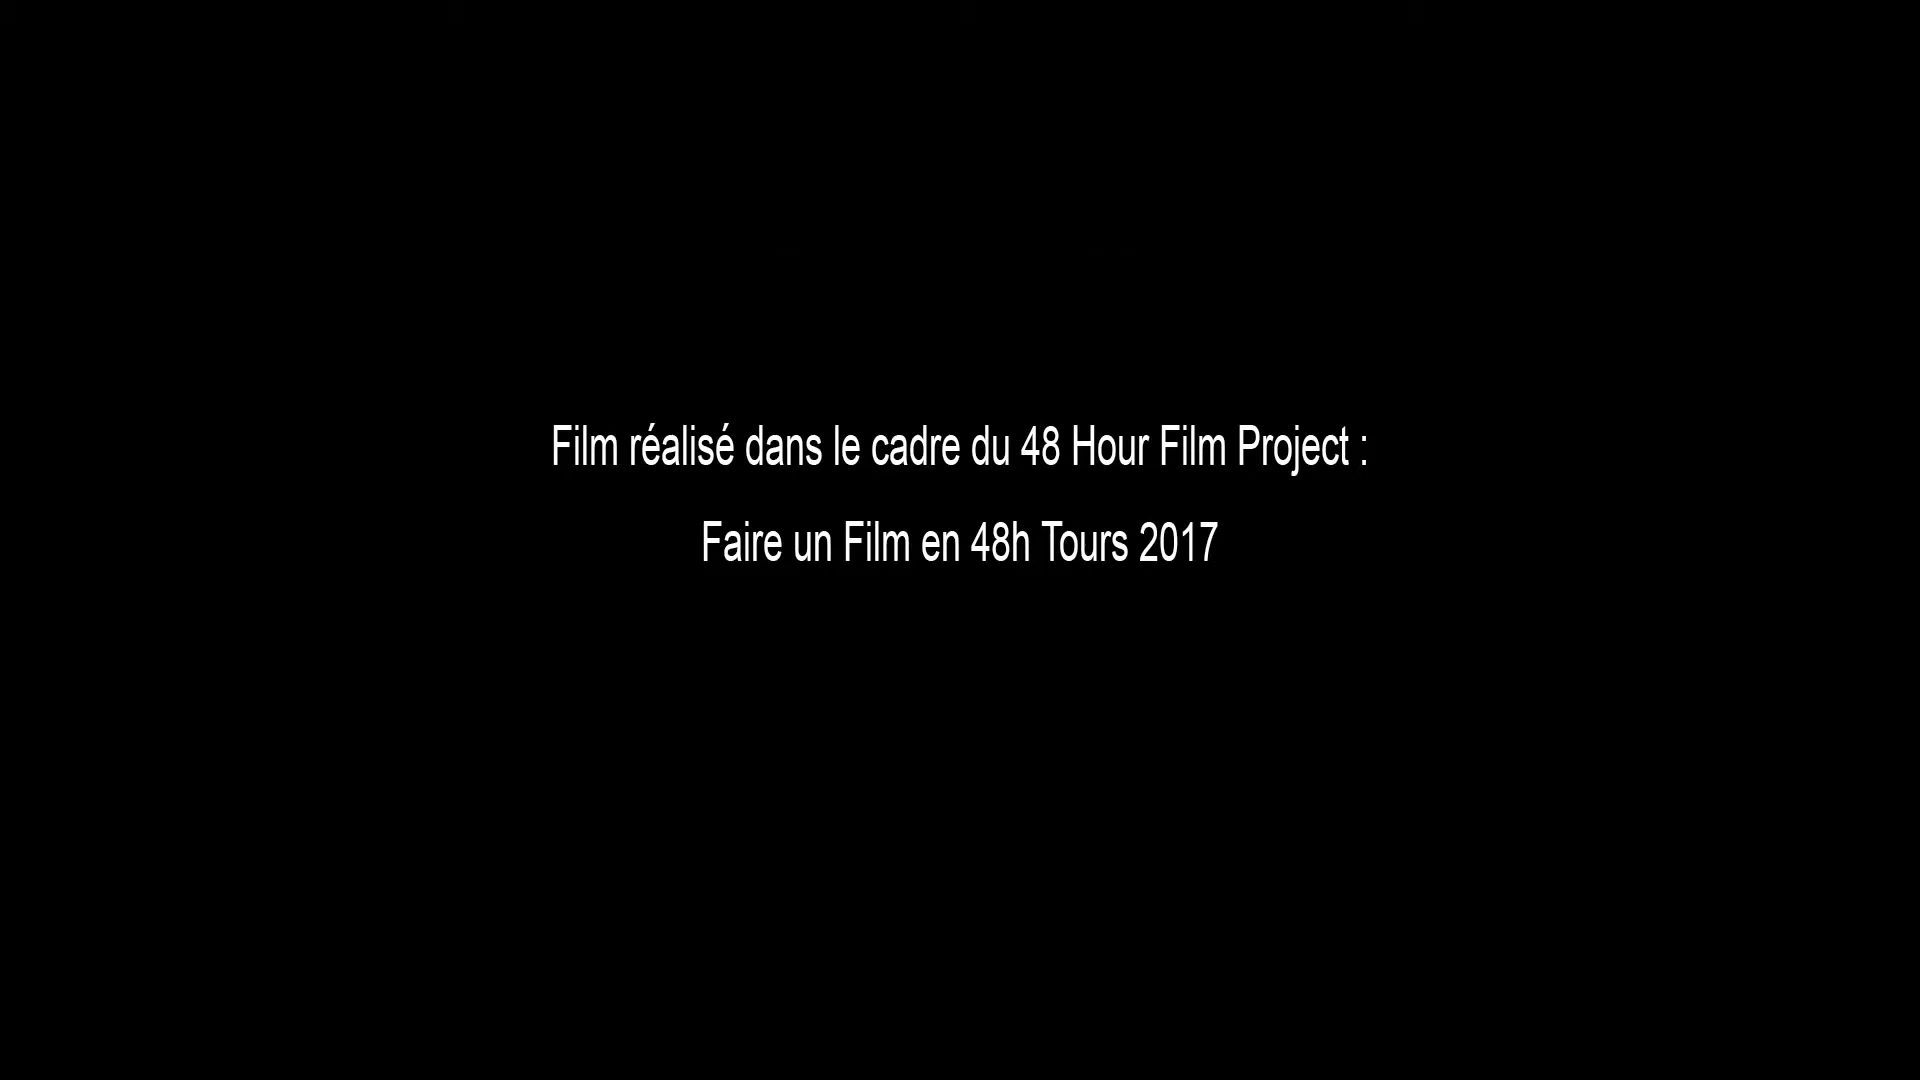 Film réalisé dans le cadre du 48 Hour Film Project :
Faire un Film en 48h Tours 2017